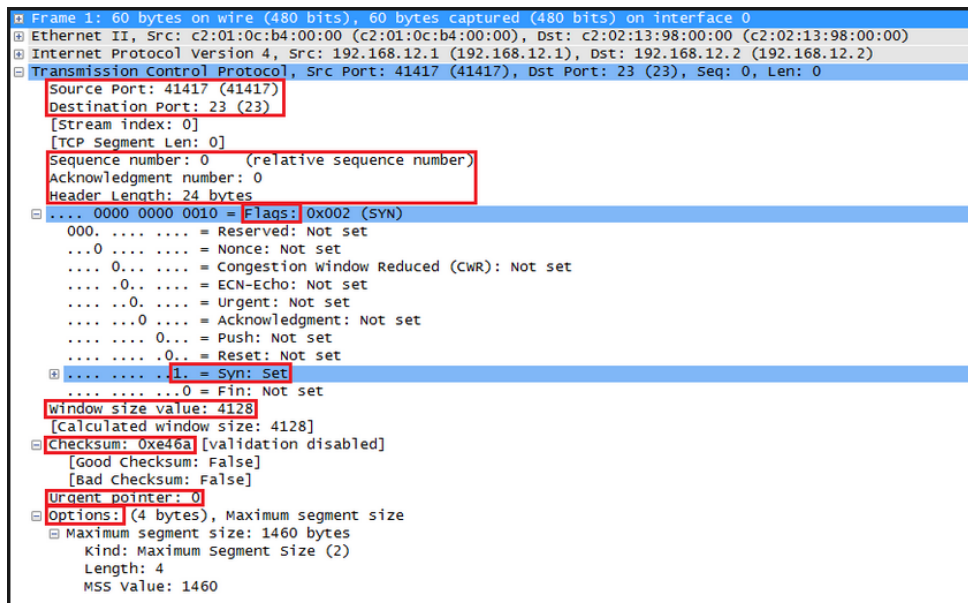 Frame 1: 60 bytes on wire (480 bits), 60 bytes captured (480 bits) on interface 0
Ethernet II, Src: c2:01:0c:b4:00:00 (c2:01:0c:b4:00:00), Dst: c2:02:13:98:00:00 (c2:02:13:98:00:00)
Internet Protocol Version 4, Src: 192.168.12.1 (192.168.12.1), Dst: 192.168.12.2 (192.168.12.2)
Transmission Control Protocol, Src Port: 41417 (41417), Dst Port: 23 (23), Seq: 0, Len: 0
Source Port: 41417 (41417)
Destination Port: 23 (23)
[Stream index: 0]
[TCP Segment Len: 0]
Sequence number: 0 (relative sequence number)
Acknowledgment number: 0
Header Length: 24 bytes
.... 0000 0000 0010 = Flags: 0x002 (SYN)
000. .... .... = Reserved: Not set
...0 .... .... = Nonce: Not set
.... 0... .... = Congestion Window Reduced (CWR): Not set
.... .0.. .... = ECN-Echo: Not set
.... ..0. .... = Urgent: Not set
.... ...0 .... = Acknowledgment: Not set
.... .... 0... = Push: Not set
.... .... .0.. = Reset: Not set
.... .... ..1. = Syn: Set
.... .... ...0 = Fin: Not set
Window size value: 4128
[Calculated window size: 4128]
Checksum: 0xe46a [validation disabled]
[Good Checksum: False]
[Bad Checksum: False]
Urgent pointer: 0
Options: (4 bytes), Maximum segment size
Maximum segment size: 1460 bytes
Kind: Maximum Segment Size (2)
Length: 4
MSS Value: 1460